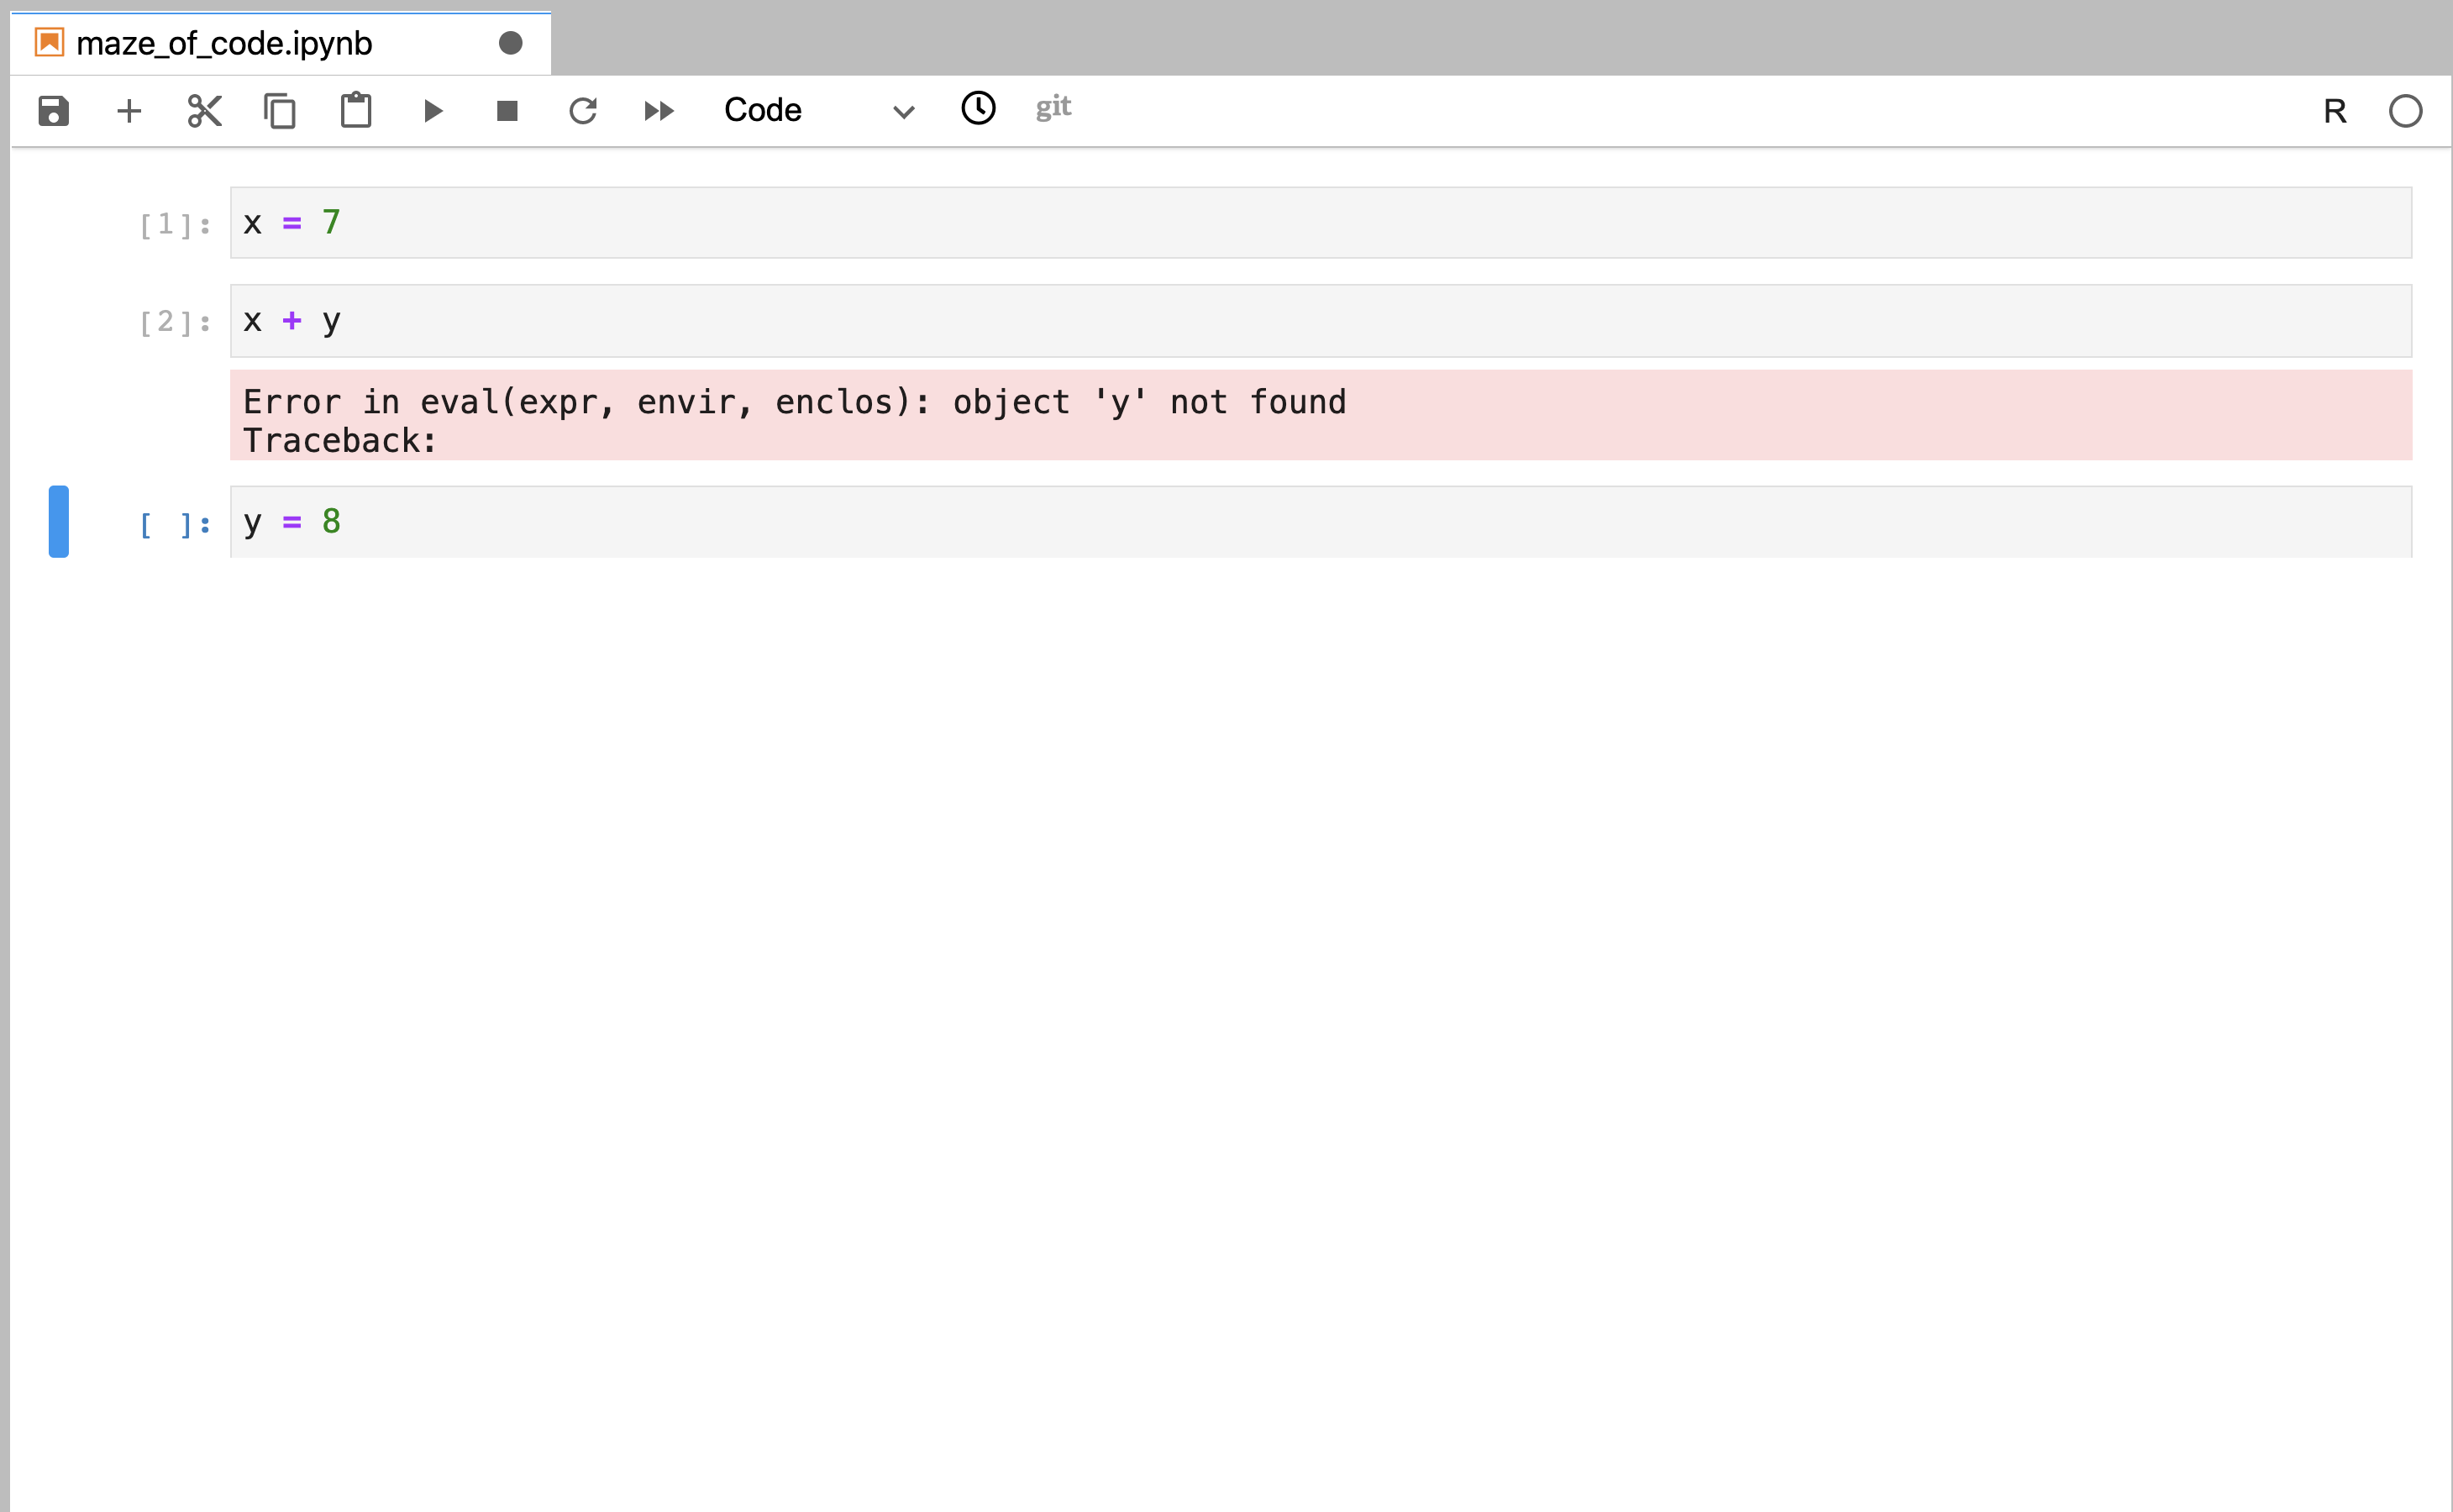 maze_of_code.ipynb
Code git R
[1]: x = 7
[2]: x + y
Error in eval(expr, envir, enclos): object 'y' not found
Traceback:
[ ]: y = 8